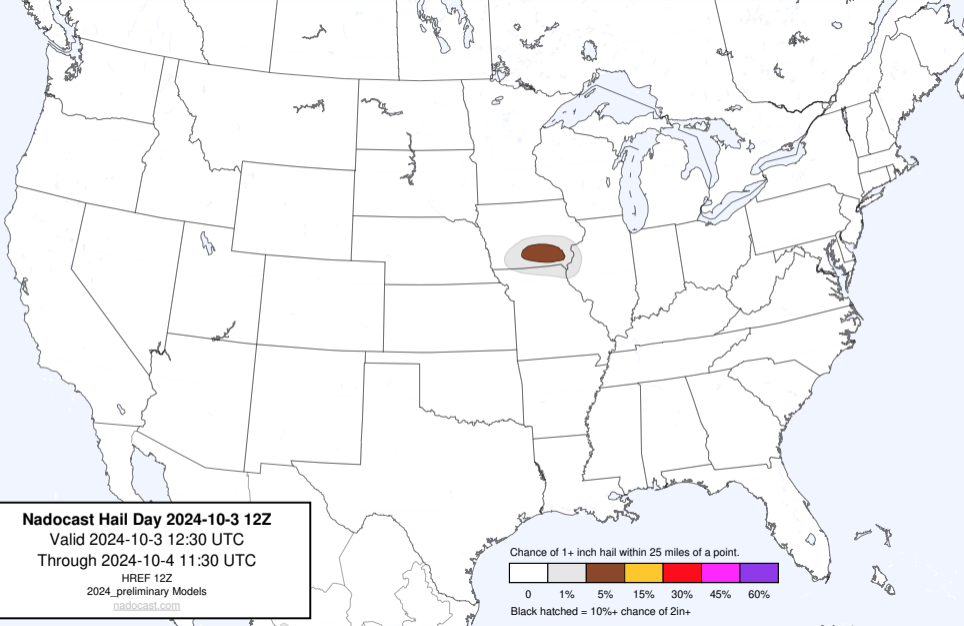 Nadocast Hail Day 2024-10-3 12Z
Valid 2024-10-3 12:30 UTC
Through 2024-10-4 11:30 UTC
HREF 12Z
2024_preliminary Models
nadocast.com
Chance of 1+ inch hail within 25 miles of a point.
0 1% 5% 15% 30% 45% 60%
Black hatched = 10%+ chance of 2in+